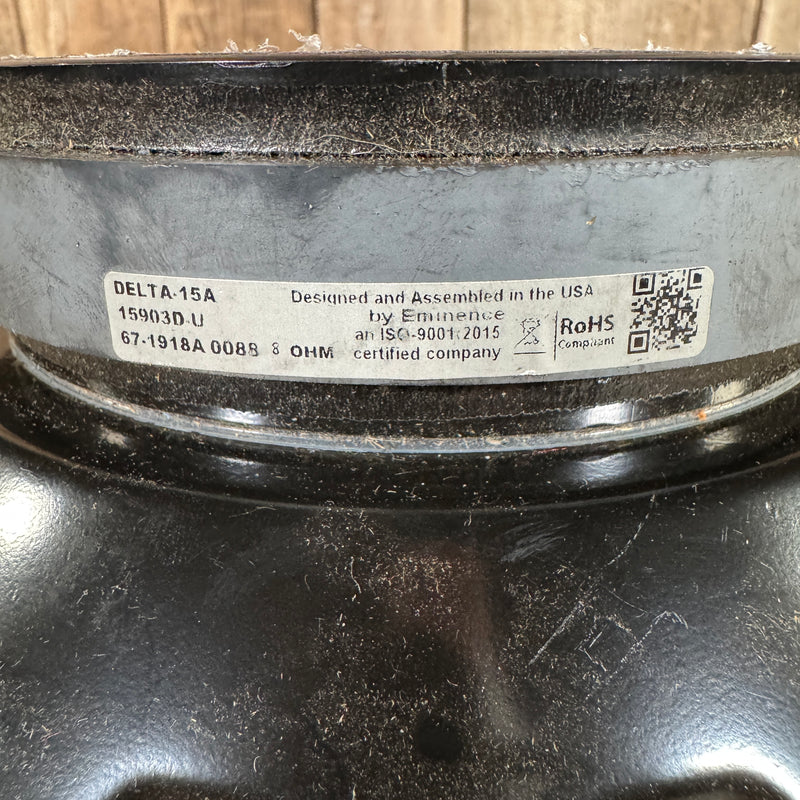 DELTA-15A
15903D-U
67-1918A 0088 8 OHM
Designed and Assembled in the USA
by Eminence
an ISO-9001:2015
certified company
RoHS
Compliant